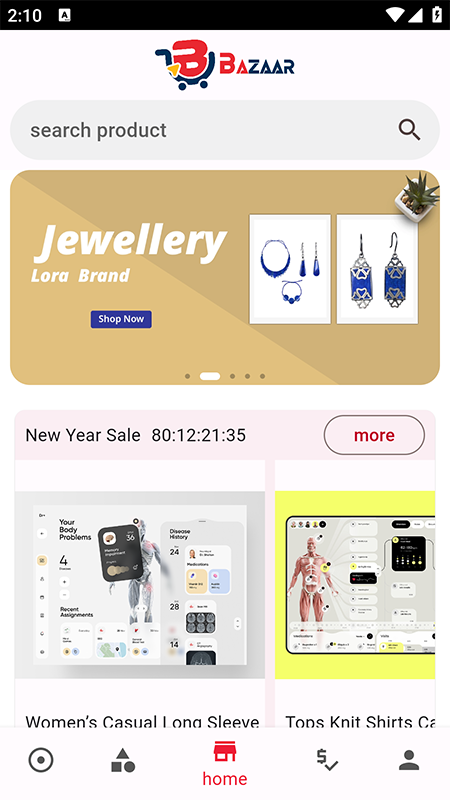 2:10 A
B BAZAAR
search product
Jewellery
Lora Brand
Shop Now
New Year Sale 80:12:21:35
more
Your
Body
Problems
4
Diseases
Recent
Assignments
Disease
History
24
Medications
28
14
Women's Casual Long Sleeve
Tops Knit Shirts Ca
home